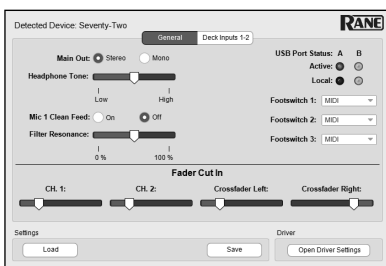 Detected Device: Seventy-Two
RANE
General
Deck Inputs 1-2
Main Out:
Stereo
Mono
USB Port Status: A B
Active:
Headphone Tone:
Local:
Low
High
Footswitch 1:
MIDI
Mic 1 Clean Feed:
On
Off
Footswitch 2:
MIDI
Filter Resonance:
Footswitch 3:
MIDI
0 %
100 %
Fader Cut In
CH. 1:
CH. 2:
Crossfader Left:
Crossfader Right:
Settings
Driver
Load
Save
Open Driver Settings